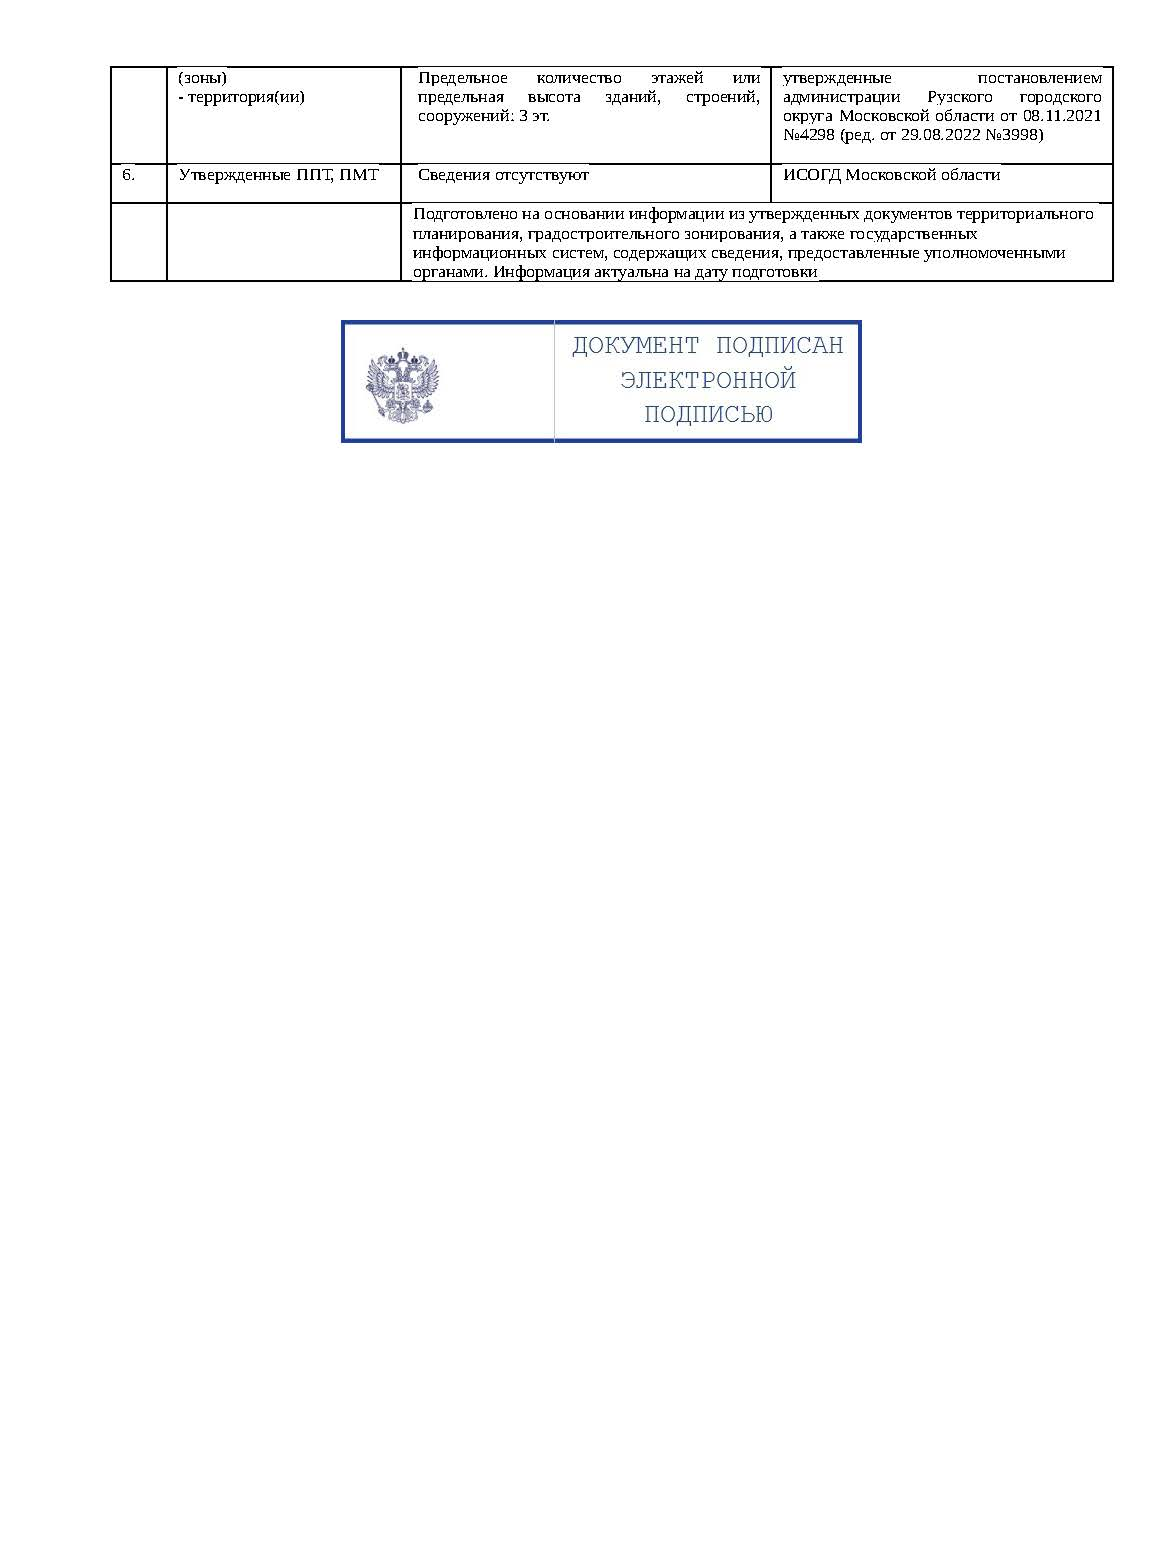 (зоны)
- территория(ии)
Предельное количество этажей или
предельная высота зданий, строений,
сооружений: 3 эт.
утвержденные постановлением
администрации Рузского городского
округа Московской области от 08.11.2021
№4298 (ред. от 29.08.2022 №3998)
6.
Утвержденные ППТ, ПМТ
Сведения отсутствуют
ИСОГД Московской области
Подготовлено на основании информации из утвержденных документов территориального
планирования, градостроительного зонирования, а также государственных
информационных систем, содержащих сведения, предоставленные уполномоченными
органами. Информация актуальна на дату подготовки
ДОКУМЕНТ ПОДПИСАН
ЭЛЕКТРОННОЙ
ПОДПИСЬЮ